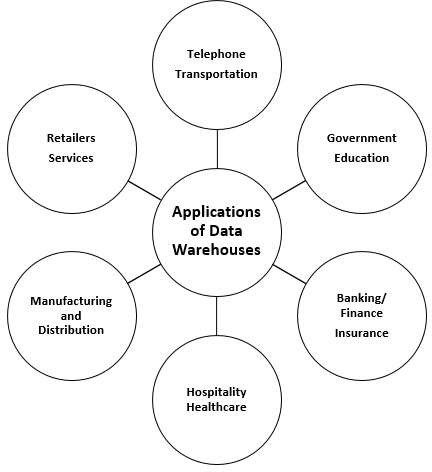 Telephone
Transportation
Retailers
Services
Government
Education
Applications
of Data
Warehouses
Manufacturing
and
Distribution
Banking/
Finance
Insurance
Hospitality
Healthcare